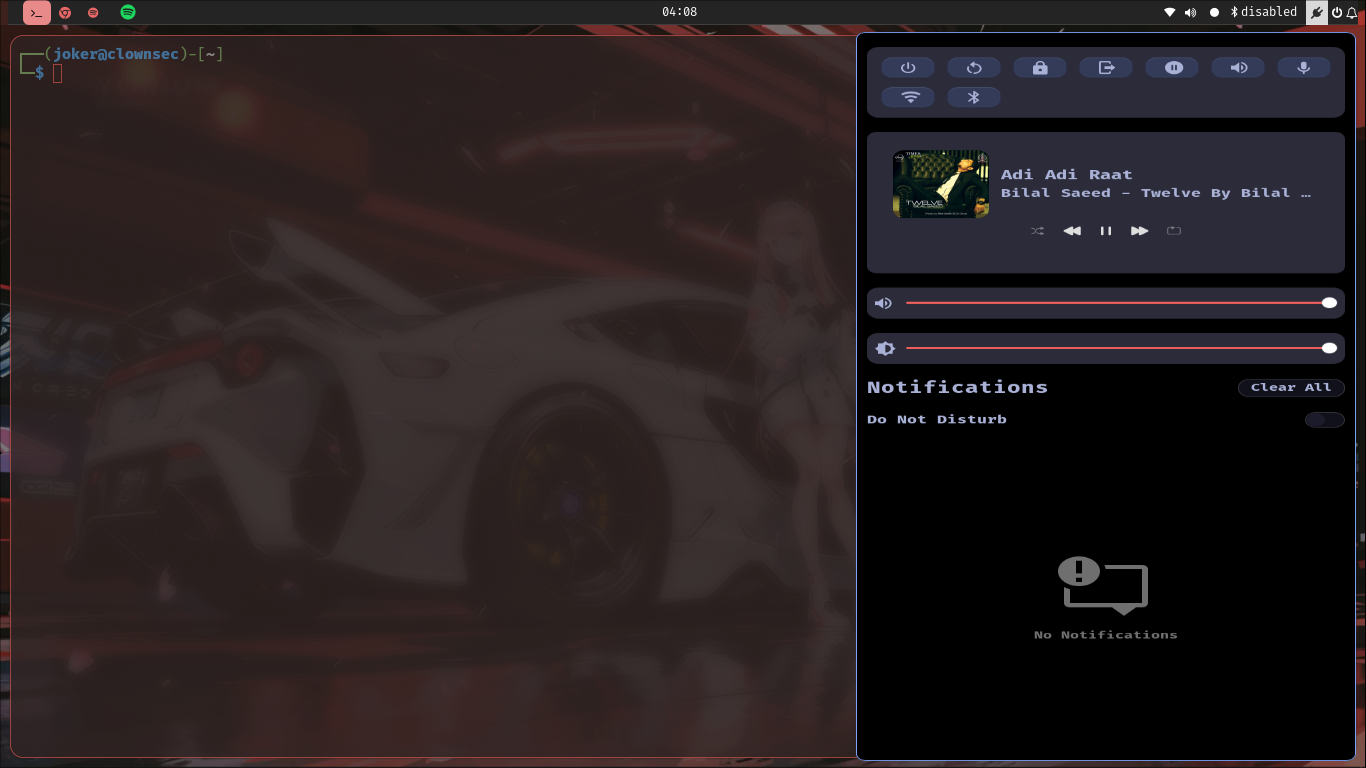 04:08
disabled
(joker@clownsec)-[~]
$
TWELVE
Adi Adi Raat
Bilal Saeed - Twelve By Bilal …
Notifications
Clear All
Do Not Disturb
No Notifications